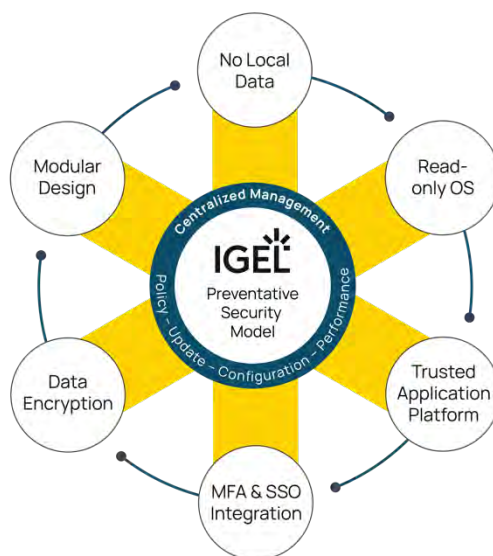 No Local
Data
Read-
only OS
Trusted
Application
Platform
MFA & SSO
Integration
Data
Encryption
Modular
Design
Centralized Management
IGEL
Preventative
Security
Model
Policy – Update – Configuration – Performance